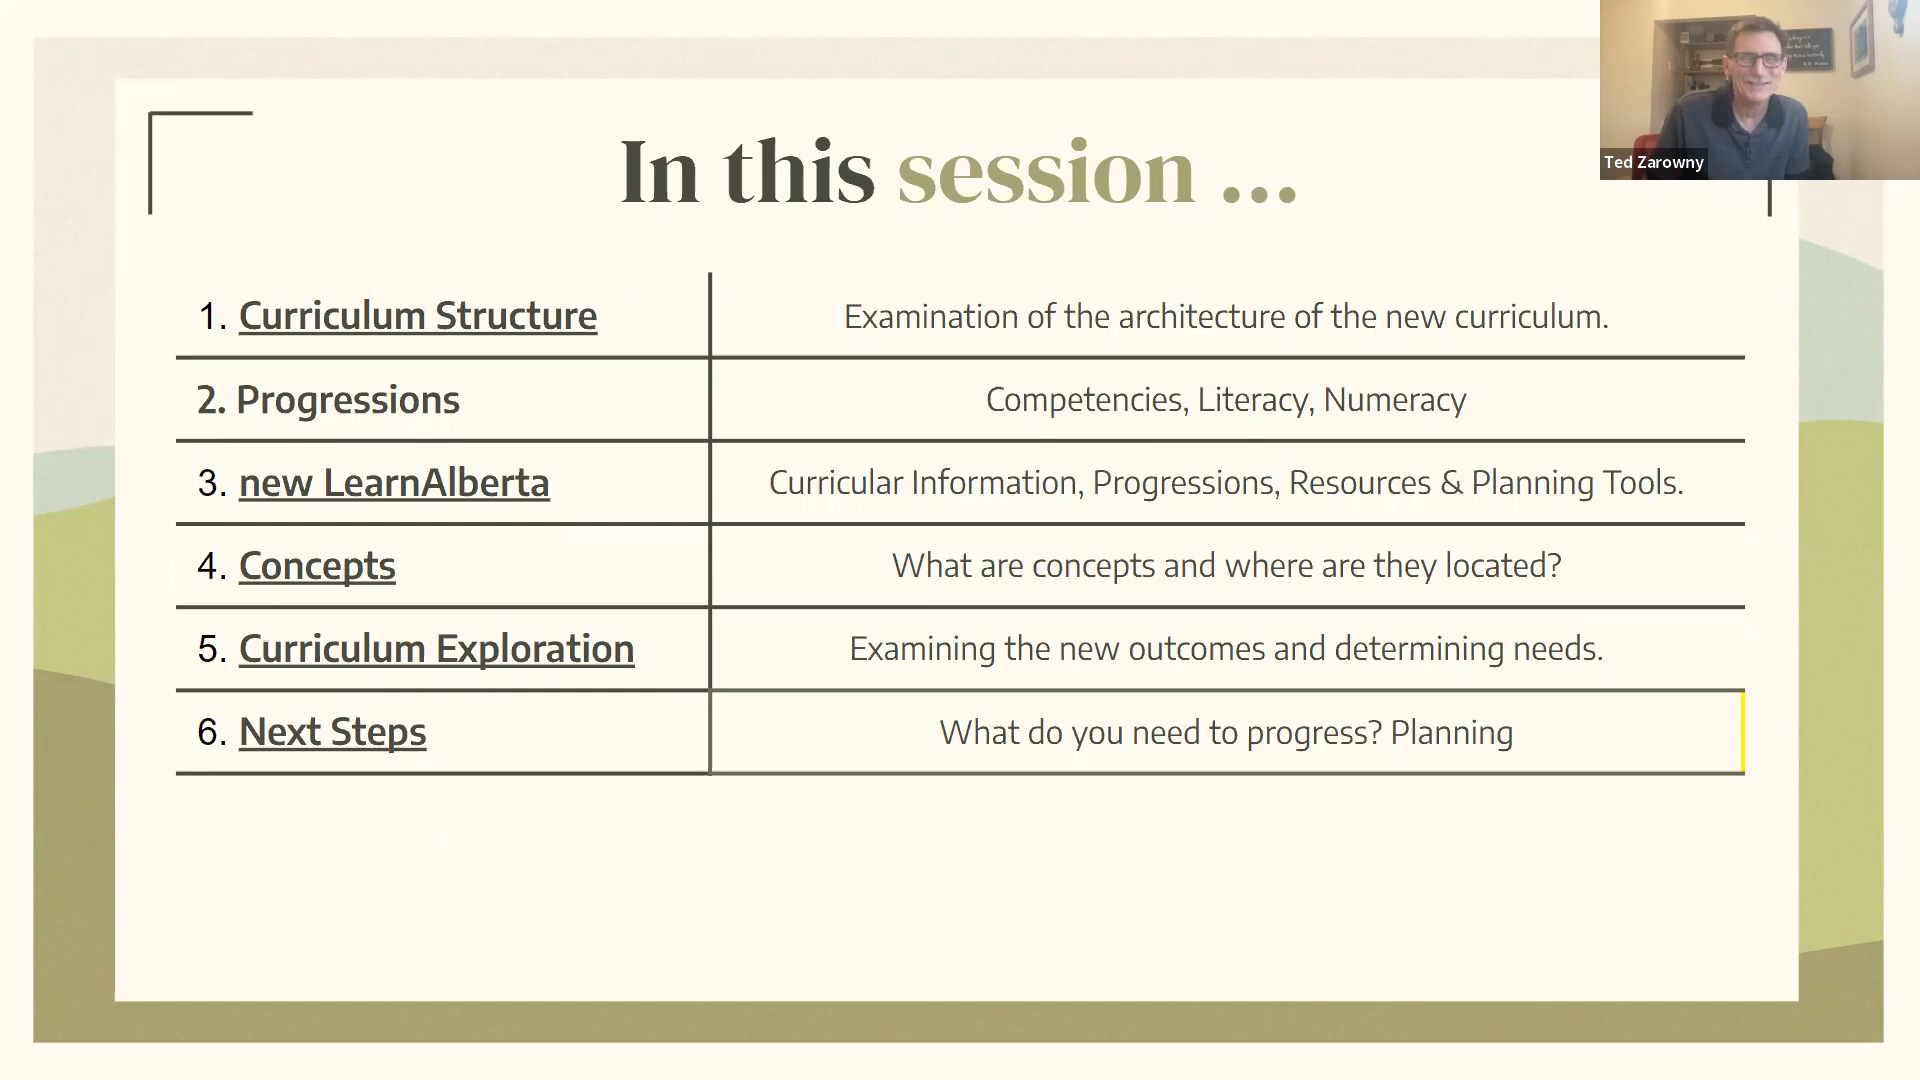 In this session ...
1. Curriculum Structure
Examination of the architecture of the new curriculum.
2. Progressions
Competencies, Literacy, Numeracy
3. new LearnAlberta
Curricular Information, Progressions, Resources & Planning Tools.
4. Concepts
What are concepts and where are they located?
5. Curriculum Exploration
Examining the new outcomes and determining needs.
6. Next Steps
What do you need to progress? Planning
Ted Zarowny